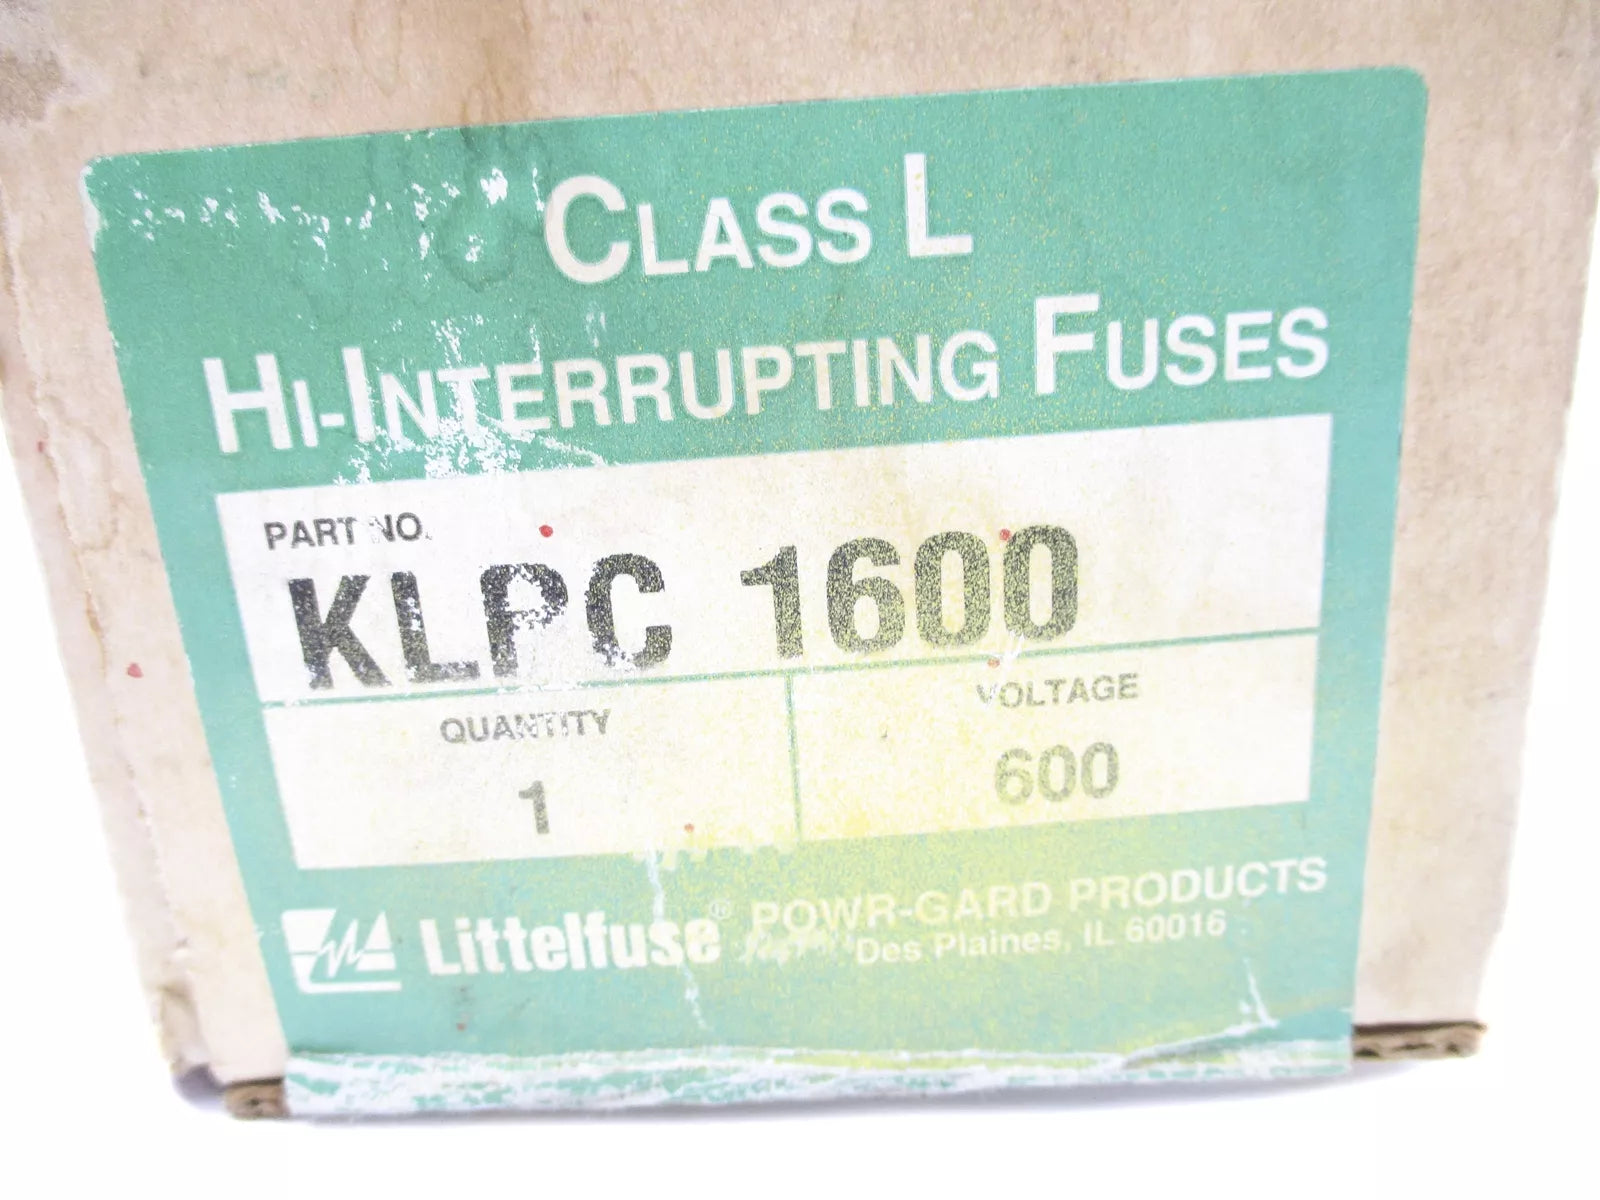 CLASS L
HI-INTERRUPTING FUSES
PART NO.
KLPC 1600
QUANTITY
1
VOLTAGE
600
Littelfuse® POWR-GARD PRODUCTS
Des Plaines, IL 60016